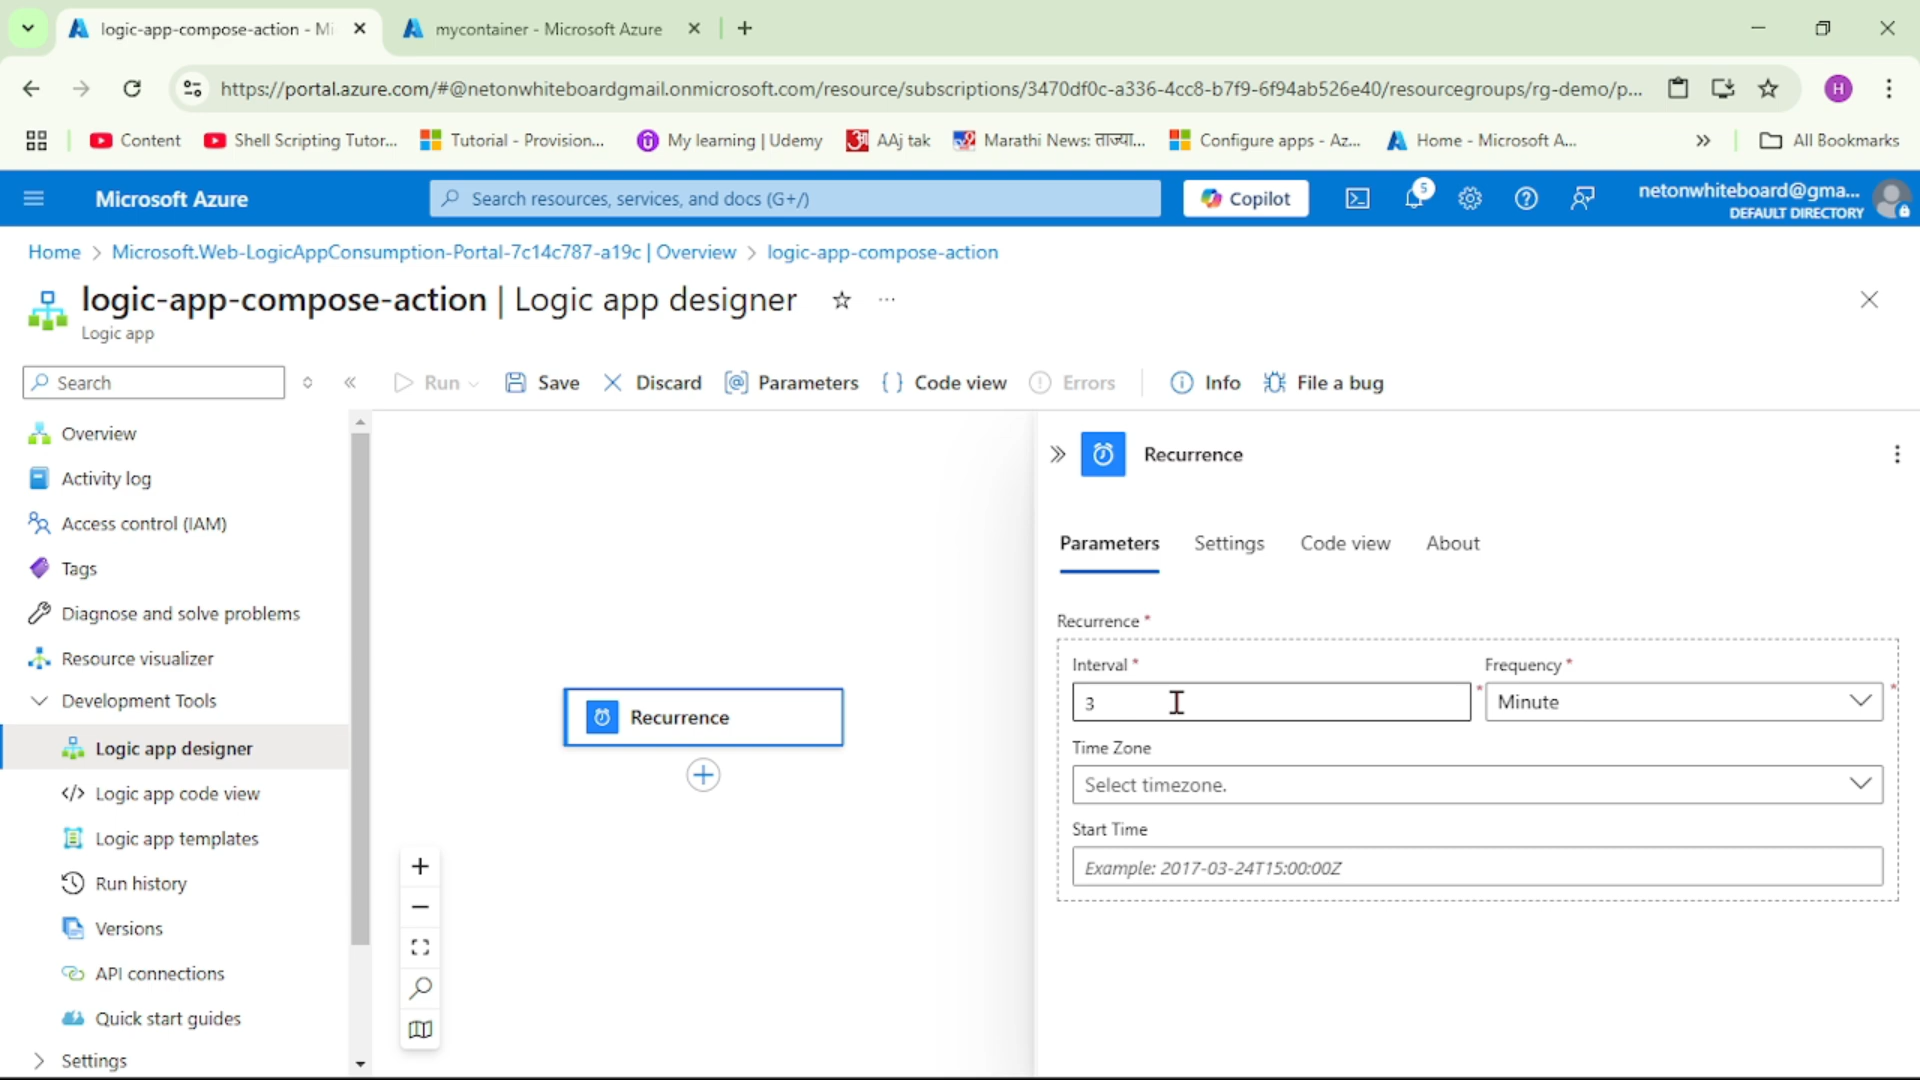 logic-app-compose-action - Mi
mycontainer - Microsoft Azure
https://portal.azure.com/#@netonwhiteboardgmail.onmicrosoft.com/resource/subscriptions/3470df0c-a336-4cc8-b7f9-6f94ab526e40/resourcegroups/rg-demo/p...
H
Content
Shell Scripting Tutor...
Tutorial - Provision...
My learning | Udemy
AAj tak
Marathi News: ताज्या...
Configure apps - Az...
Home - Microsoft A...
All Bookmarks
Microsoft Azure
Search resources, services, and docs (G+/)
Copilot
5
netonwhiteboard@gma...
DEFAULT DIRECTORY
Home > Microsoft.Web-LogicAppConsumption-Portal-7c14c787-a19c | Overview > logic-app-compose-action
logic-app-compose-action | Logic app designer
Logic app
Search
Run
Save
Discard
Parameters
Code view
Errors
Info
File a bug
Overview
Activity log
Access control (IAM)
Tags
Diagnose and solve problems
Resource visualizer
Development Tools
Logic app designer
Logic app code view
Logic app templates
Run history
Versions
API connections
Quick start guides
Settings
Recurrence
Recurrence
Parameters
Settings
Code view
About
Recurrence *
Interval *
Frequency *
3
*
Minute
*
Time Zone
Select timezone.
Start Time
Example: 2017-03-24T15:00:00Z